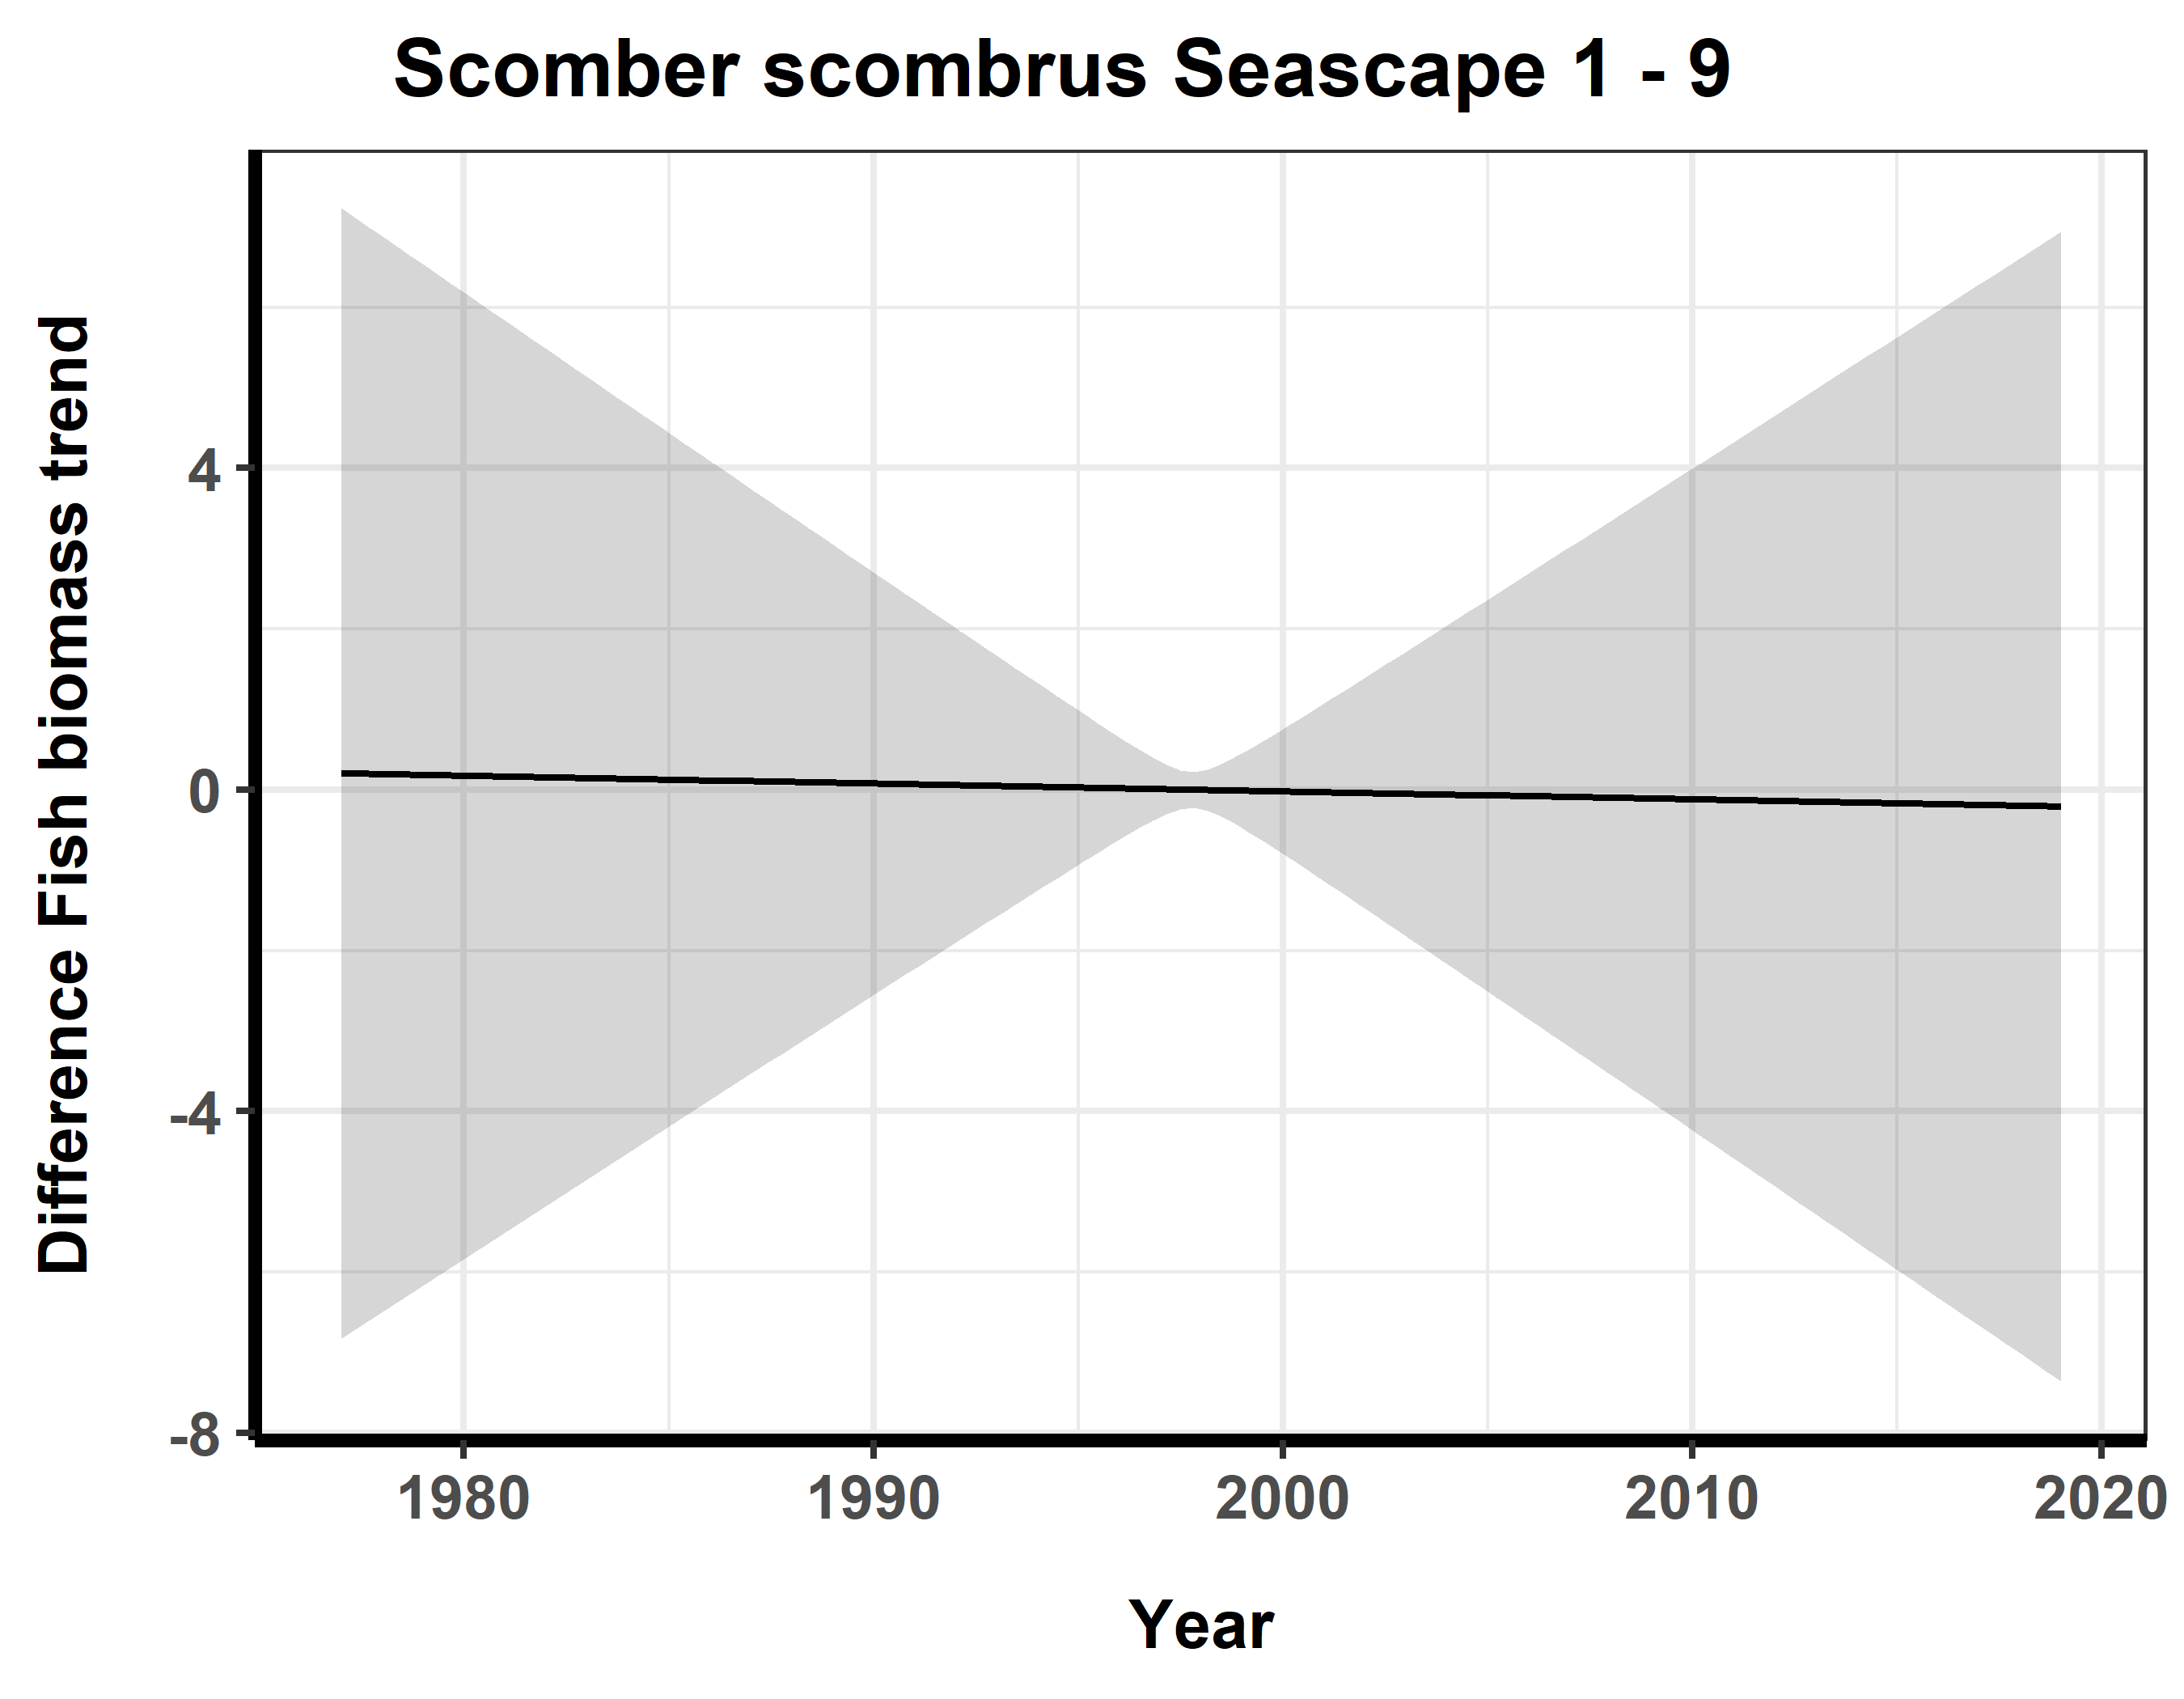 Scomber scombrus Seascape 1 - 9
Difference Fish biomass trend
4
0
-4
-8
1980 1990 2000 2010 2020
Year